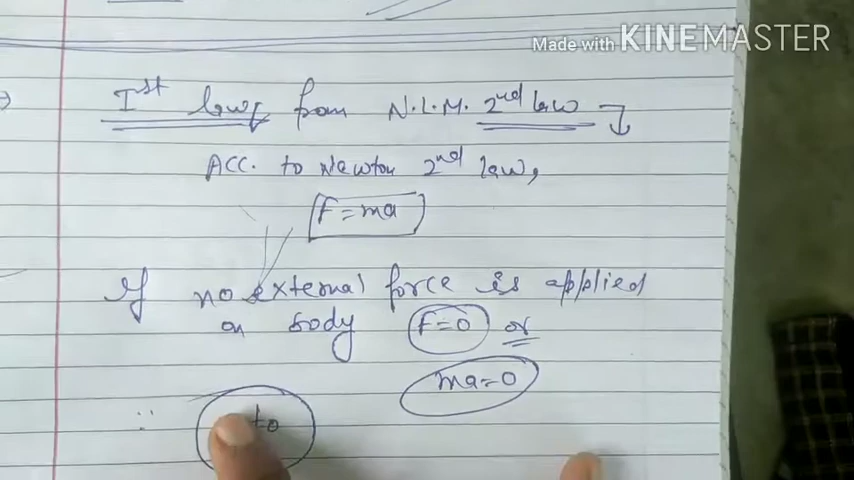 Made with KINEMASTER
Ist law from N.L.M. 2nd law
Acc. to Newton 2nd law,
F = ma
If no external force is applied
on body F=0 or
ma=0
∵ to